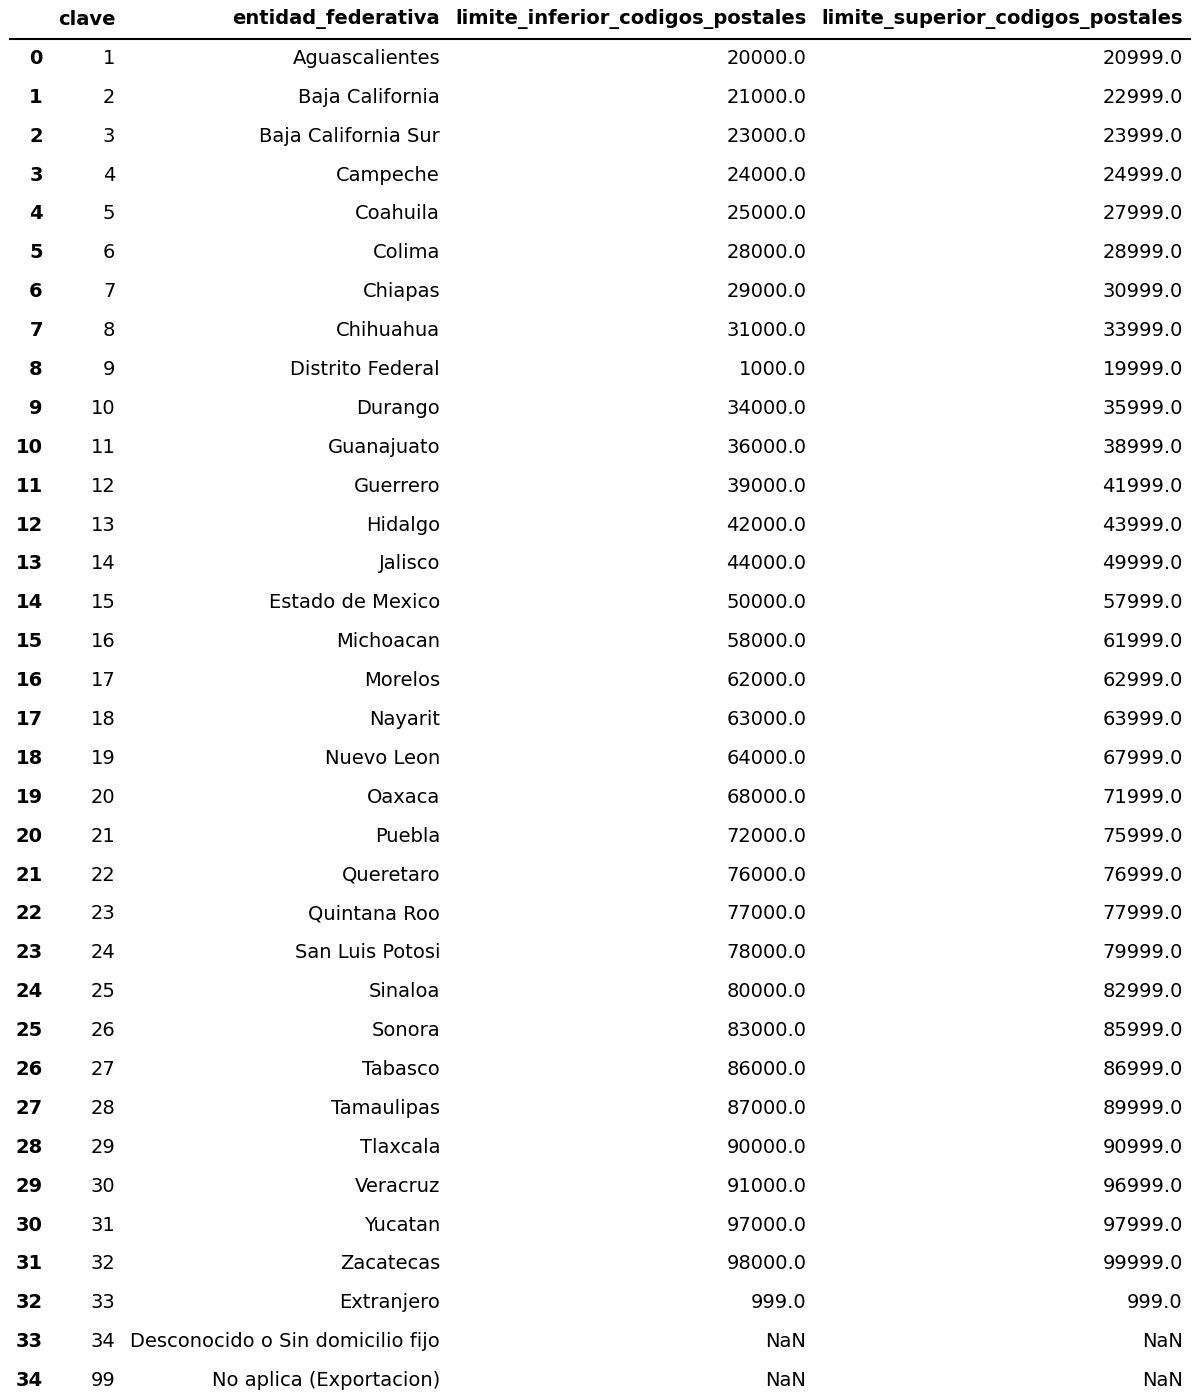 clave entidad_federativa limite_inferior_codigos_postales limite_superior_codigos_postales
0 1 Aguascalientes 20000.0 20999.0
1 2 Baja California 21000.0 22999.0
2 3 Baja California Sur 23000.0 23999.0
3 4 Campeche 24000.0 24999.0
4 5 Coahuila 25000.0 27999.0
5 6 Colima 28000.0 28999.0
6 7 Chiapas 29000.0 30999.0
7 8 Chihuahua 31000.0 33999.0
8 9 Distrito Federal 1000.0 19999.0
9 10 Durango 34000.0 35999.0
10 11 Guanajuato 36000.0 38999.0
11 12 Guerrero 39000.0 41999.0
12 13 Hidalgo 42000.0 43999.0
13 14 Jalisco 44000.0 49999.0
14 15 Estado de Mexico 50000.0 57999.0
15 16 Michoacan 58000.0 61999.0
16 17 Morelos 62000.0 62999.0
17 18 Nayarit 63000.0 63999.0
18 19 Nuevo Leon 64000.0 67999.0
19 20 Oaxaca 68000.0 71999.0
20 21 Puebla 72000.0 75999.0
21 22 Queretaro 76000.0 76999.0
22 23 Quintana Roo 77000.0 77999.0
23 24 San Luis Potosi 78000.0 79999.0
24 25 Sinaloa 80000.0 82999.0
25 26 Sonora 83000.0 85999.0
26 27 Tabasco 86000.0 86999.0
27 28 Tamaulipas 87000.0 89999.0
28 29 Tlaxcala 90000.0 90999.0
29 30 Veracruz 91000.0 96999.0
30 31 Yucatan 97000.0 97999.0
31 32 Zacatecas 98000.0 99999.0
32 33 Extranjero 999.0 999.0
33 34 Desconocido o Sin domicilio fijo NaN NaN
34 99 No aplica (Exportacion) NaN NaN